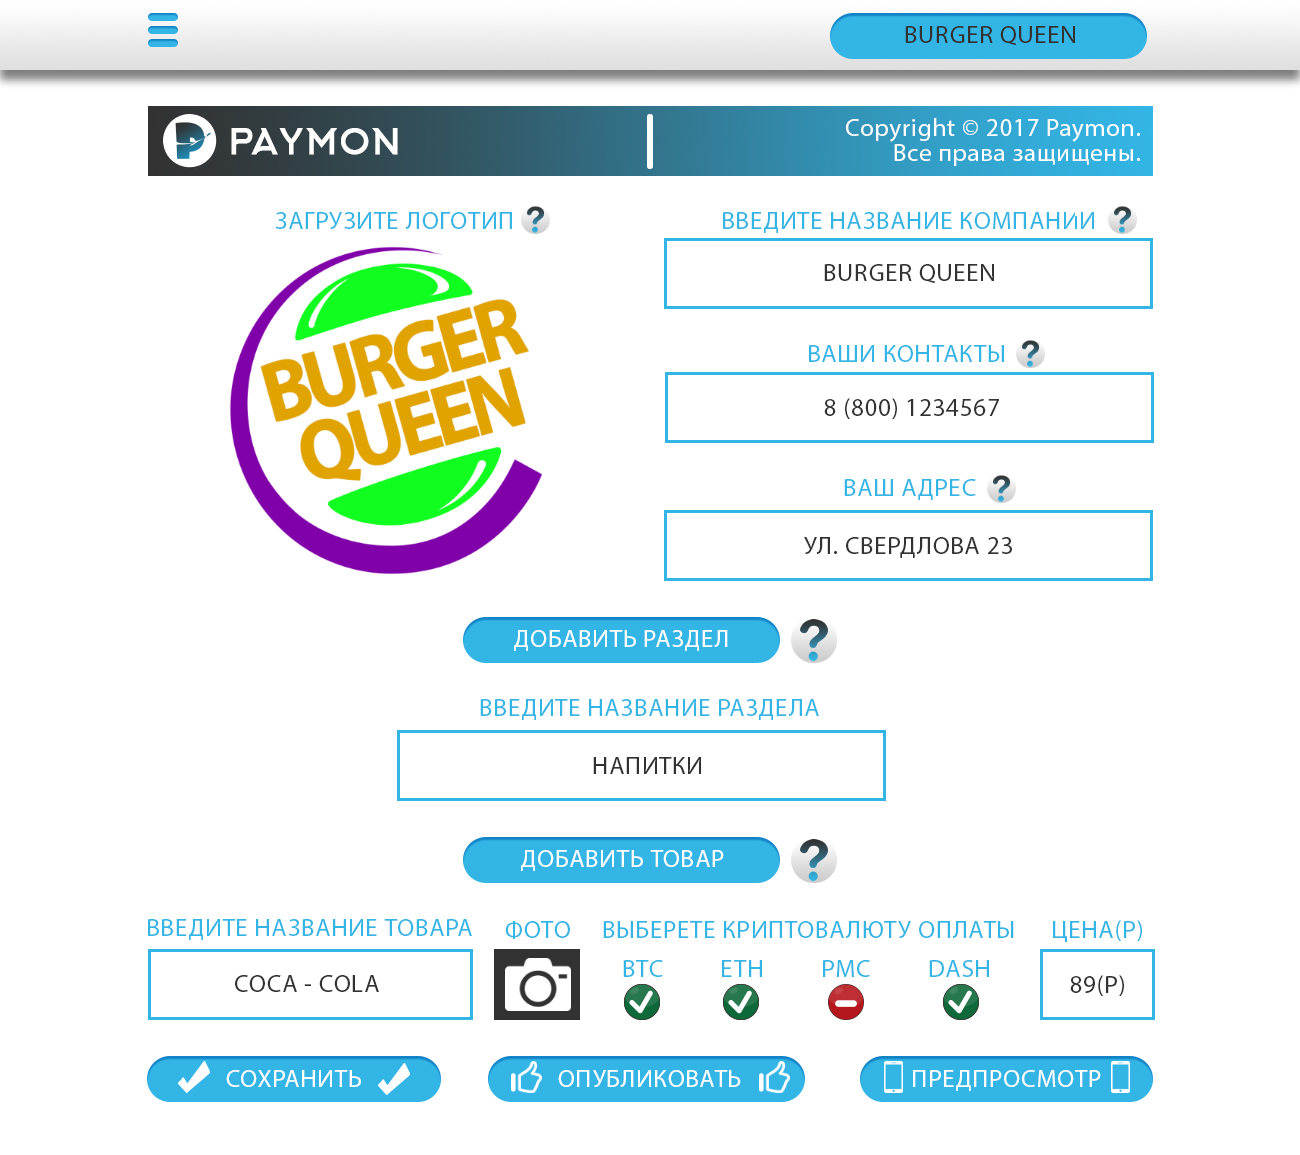 BURGER QUEEN
PAYMON
Copyright © 2017 Paymon.
Все права защищены.
ЗАГРУЗИТЕ ЛОГОТИП ?
ВВЕДИТЕ НАЗВАНИЕ КОМПАНИИ ?
BURGER QUEEN
BURGER
QUEEN
ВАШИ КОНТАКТЫ ?
8 (800) 1234567
ВАШ АДРЕС ?
УЛ. СВЕРДЛОВА 23
ДОБАВИТЬ РАЗДЕЛ ?
ВВЕДИТЕ НАЗВАНИЕ РАЗДЕЛА
НАПИТКИ
ДОБАВИТЬ ТОВАР ?
ВВЕДИТЕ НАЗВАНИЕ ТОВАРА
ФОТО
ВЫБЕРЕТЕ КРИПТОВАЛЮТУ ОПЛАТЫ
ЦЕНА(Р)
BTC ETH PMC DASH
COCA - COLA
89(Р)
СОХРАНИТЬ
ОПУБЛИКОВАТЬ
ПРЕДПРОСМОТР